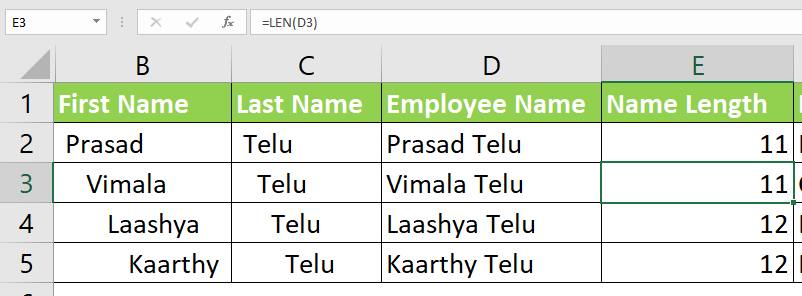 E3 fx =LEN(D3)
B C D E
1 First Name Last Name Employee Name Name Length
2 Prasad Telu Prasad Telu 11
3 Vimala Telu Vimala Telu 11
4 Laashya Telu Laashya Telu 12
5 Kaarthy Telu Kaarthy Telu 12